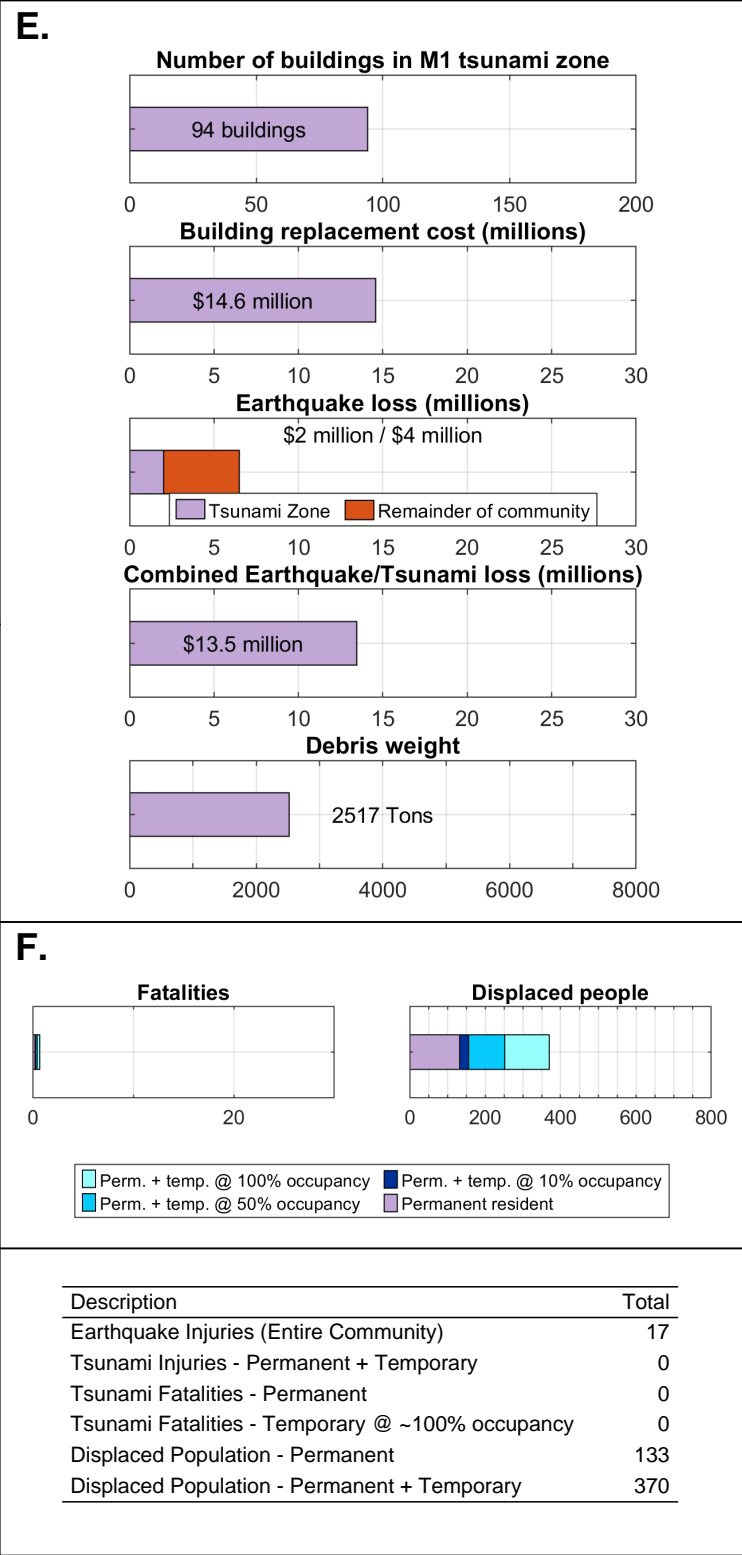 E.
Number of buildings in M1 tsunami zone
94 buildings
0 50 100 150 200
Building replacement cost (millions)
$14.6 million
0 5 10 15 20 25 30
Earthquake loss (millions)
$2 million / $4 million
Tsunami Zone Remainder of community
0 5 10 15 20 25 30
Combined Earthquake/Tsunami loss (millions)
$13.5 million
0 5 10 15 20 25 30
Debris weight
2517 Tons
0 2000 4000 6000 8000
F.
Fatalities Displaced people
0 20 0 200 400 600 800
Perm. + temp. @ 100% occupancy Perm. + temp. @ 10% occupancy
Perm. + temp. @ 50% occupancy Permanent resident
Description Total
Earthquake Injuries (Entire Community) 17
Tsunami Injuries - Permanent + Temporary 0
Tsunami Fatalities - Permanent 0
Tsunami Fatalities - Temporary @ ~100% occupancy 0
Displaced Population - Permanent 133
Displaced Population - Permanent + Temporary 370